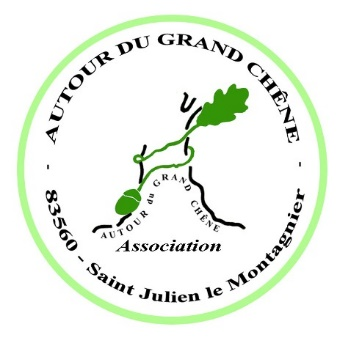 AUTOUR DU GRAND CHÊNE
AUTOUR du GRAND CHÊNE
Association
- 83560 - Saint Julien le Montagnier -